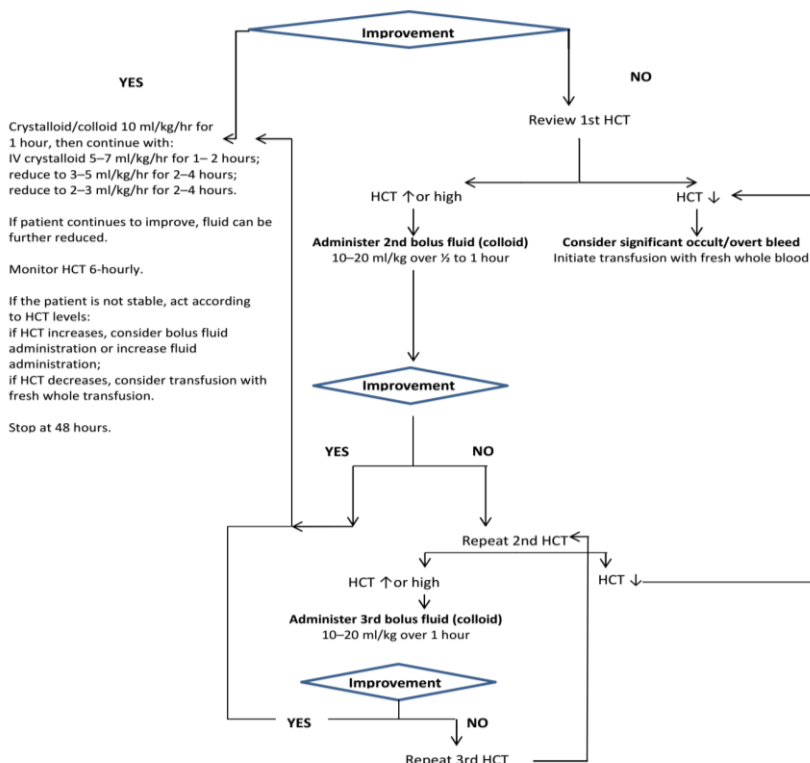 Improvement
YES
NO
Crystalloid/colloid 10 ml/kg/hr for
1 hour, then continue with:
IV crystalloid 5–7 ml/kg/hr for 1– 2 hours;
reduce to 3–5 ml/kg/hr for 2–4 hours;
reduce to 2–3 ml/kg/hr for 2–4 hours.
If patient continues to improve, fluid can be
further reduced.
Monitor HCT 6-hourly.
If the patient is not stable, act according
to HCT levels:
if HCT increases, consider bolus fluid
administration or increase fluid
administration;
if HCT decreases, consider transfusion with
fresh whole transfusion.
Stop at 48 hours.
Review 1st HCT
HCT ↑or high
HCT ↓
Administer 2nd bolus fluid (colloid)
10–20 ml/kg over ½ to 1 hour
Consider significant occult/overt bleed
Initiate transfusion with fresh whole blood
Improvement
YES
NO
Repeat 2nd HCT
HCT ↑or high
HCT ↓
Administer 3rd bolus fluid (colloid)
10–20 ml/kg over 1 hour
Improvement
YES
NO
Repeat 3rd HCT